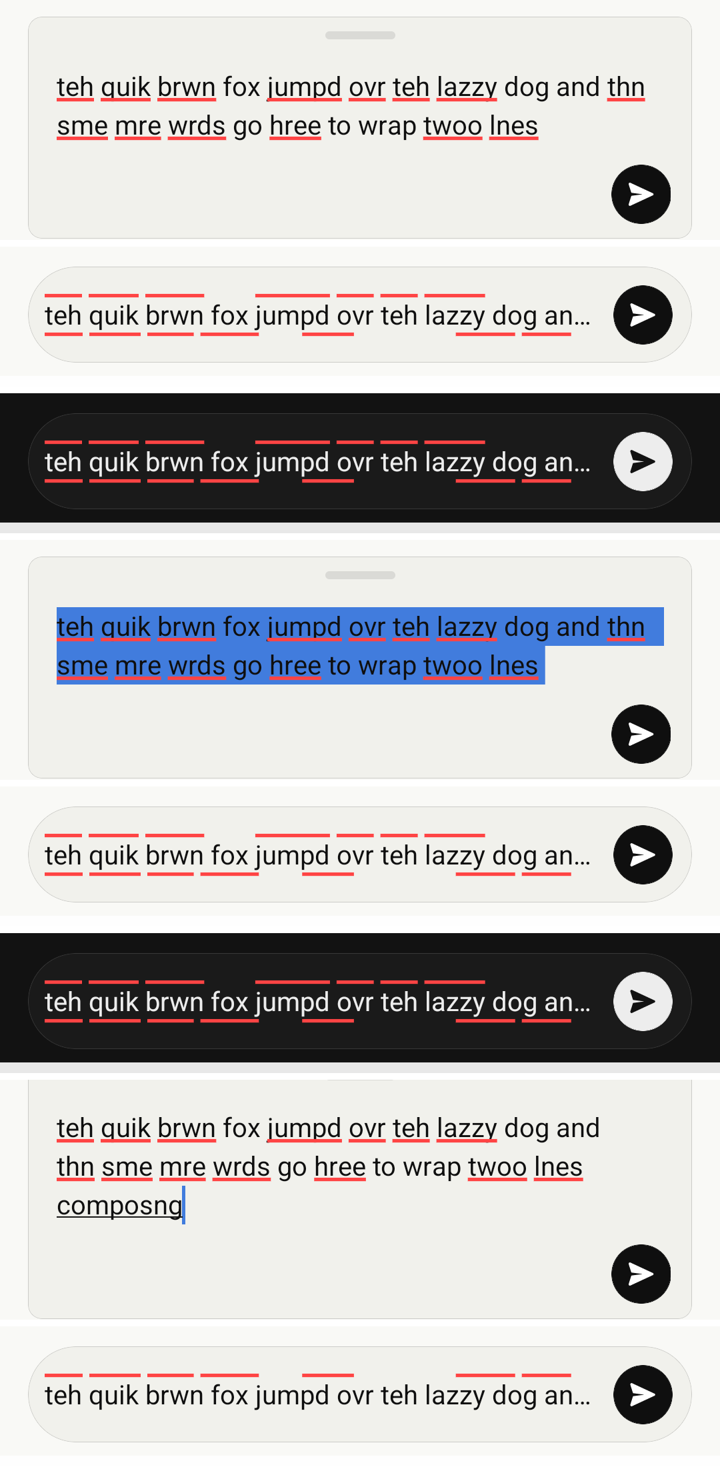 teh quik brwn fox jumpd ovr teh lazzy dog and thn
sme mre wrds go hree to wrap twoo lnes
teh quik brwn fox jumpd ovr teh lazzy dog an…
teh quik brwn fox jumpd ovr teh lazzy dog an…
teh quik brwn fox jumpd ovr teh lazzy dog and thn
sme mre wrds go hree to wrap twoo lnes
teh quik brwn fox jumpd ovr teh lazzy dog an…
teh quik brwn fox jumpd ovr teh lazzy dog an…
teh quik brwn fox jumpd ovr teh lazzy dog and
thn sme mre wrds go hree to wrap twoo lnes
composng
teh quik brwn fox jumpd ovr teh lazzy dog an…